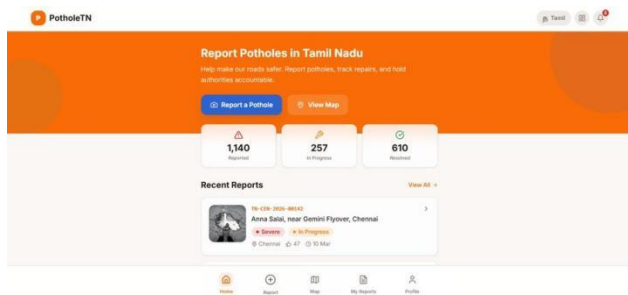 PotholeTN
Tamil
Report Potholes in Tamil Nadu
Help make our roads safer. Report potholes, track repairs, and hold
authorities accountable.
Report a Pothole
View Map
1,140
257
610
Reported
In Progress
Resolved
Recent Reports
View All
TN-CEN-2026-00142
Anna Salai, near Gemini Flyover, Chennai
Severe
In Progress
Chennai 47 10 Mar
Home
Report
Map
My Reports
Profile